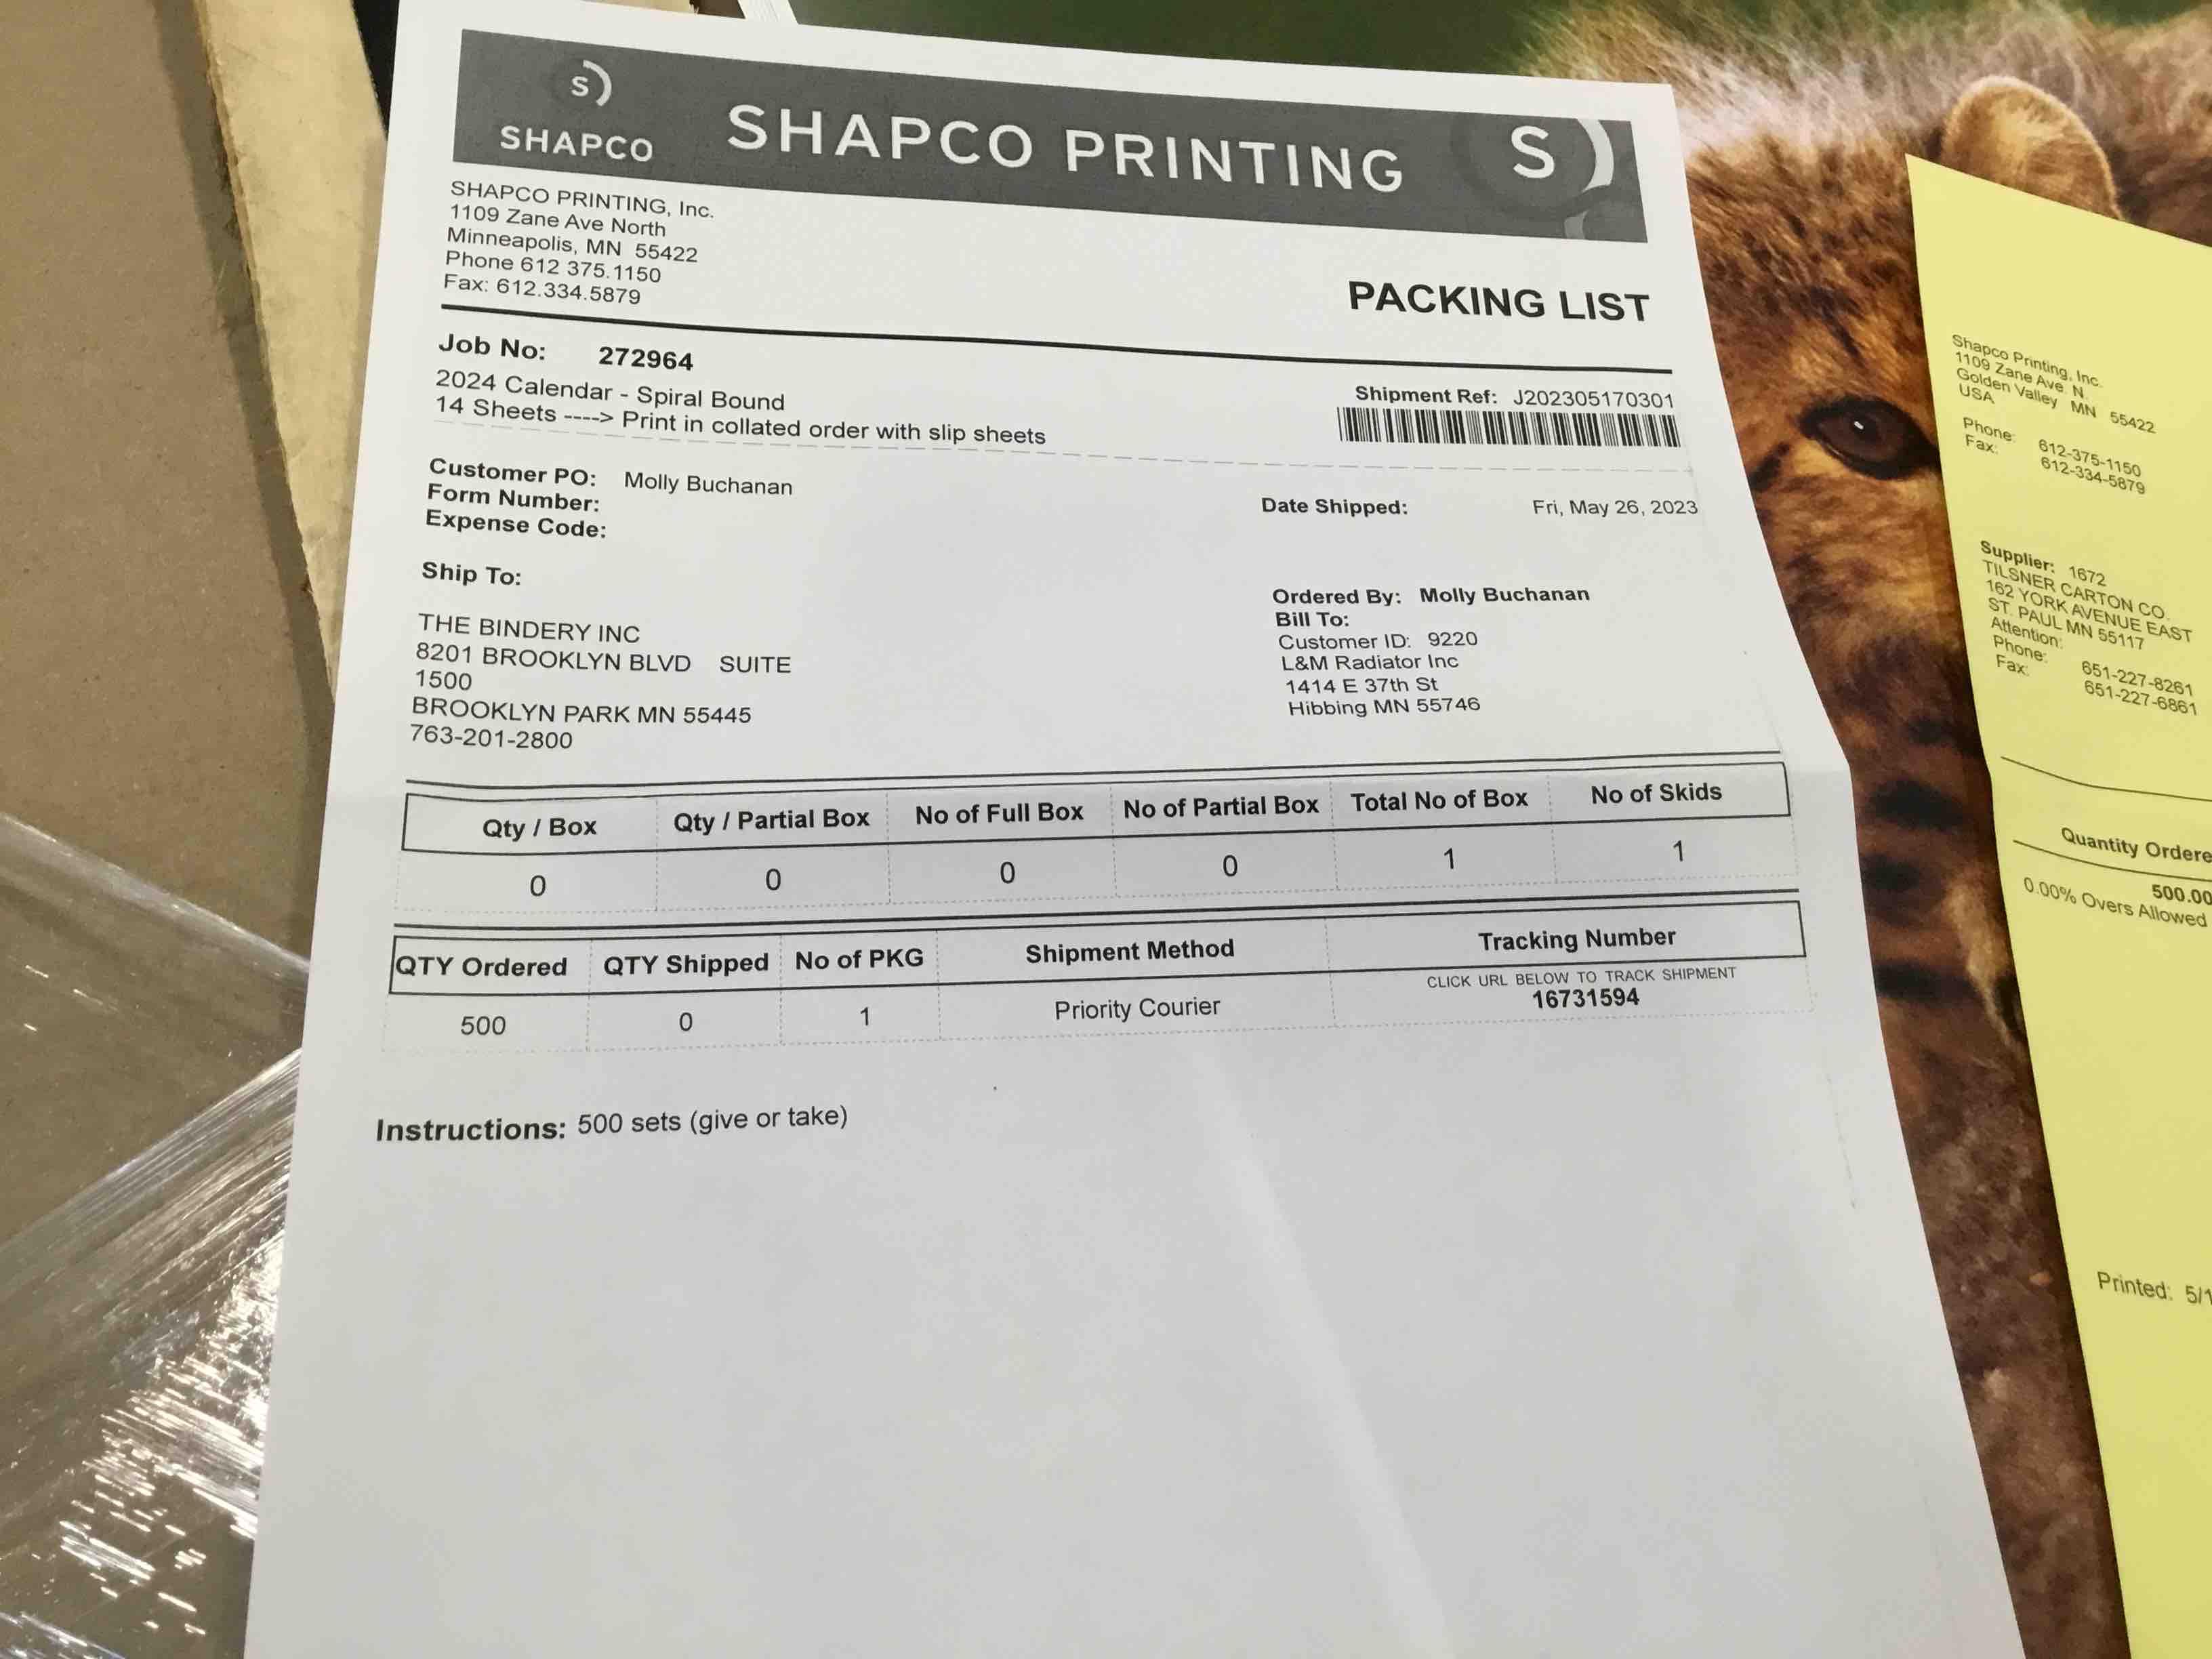 S)
SHAPCO
SHAPCO PRINTING
S)
SHAPCO PRINTING, Inc.
1109 Zane Ave North
Minneapolis, MN 55422
Phone 612 375.1150
Fax: 612.334.5879
PACKING LIST
Job No: 272964
2024 Calendar - Spiral Bound
14 Sheets ----> Print in collated order with slip sheets
Shipment Ref: J202305170301
Customer PO: Molly Buchanan
Form Number:
Expense Code:
Date Shipped: Fri, May 26, 2023
Ship To:
THE BINDERY INC
8201 BROOKLYN BLVD SUITE
1500
BROOKLYN PARK MN 55445
763-201-2800
Ordered By: Molly Buchanan
Bill To:
Customer ID: 9220
L&M Radiator Inc
1414 E 37th St
Hibbing MN 55746
Qty / Box Qty / Partial Box No of Full Box No of Partial Box Total No of Box No of Skids
0 0 0 0 1 1
QTY Ordered QTY Shipped No of PKG Shipment Method Tracking Number
CLICK URL BELOW TO TRACK SHIPMENT
500 0 1 Priority Courier 16731594
Instructions: 500 sets (give or take)
Shapco Printing, Inc.
1109 Zane Ave. N.
Golden Valley MN 55422
USA
Phone: 612-375-1150
Fax: 612-334-5879
Supplier: 1672
TILSNER CARTON CO.
162 YORK AVENUE EAST
ST. PAUL MN 55117
Attention:
Phone: 651-227-8261
Fax: 651-227-6861
Quantity Ordere
500.00
0.00% Overs Allowed
Printed: 5/1